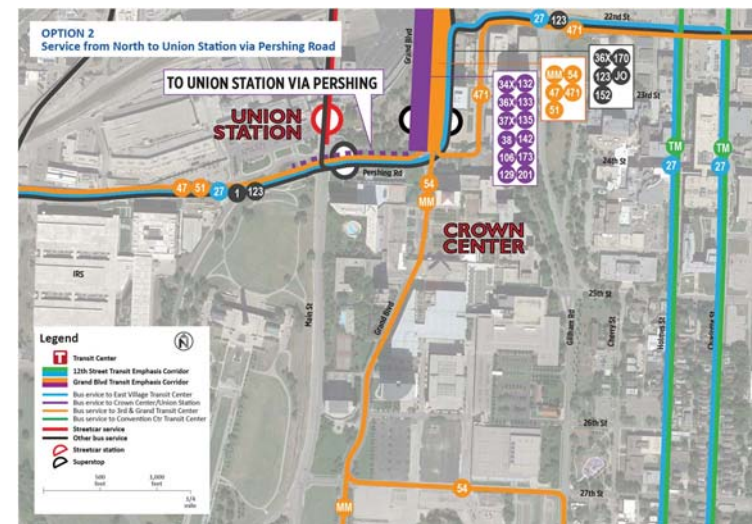 OPTION 2
Service from North to Union Station via Pershing Road
TO UNION STATION VIA PERSHING
UNION
STATION
CROWN
CENTER
Grand Blvd
27
123
471
22nd St
471
34X 132
36X 133
37X 135
38 142
106 173
129 201
MM 54
47 471
51
36X 170
123 JO
152
23rd St
TM
27
TM
27
24th St
Pershing Rd
47 51 27 1 123
54
MM
IRS
Main St
Grand Blvd
25th St
Gillham Rd
Cherry St
Holmes St
Charlotte St
26th St
27th St
54
MM
Legend
N
T Transit Center
12th Street Transit Emphasis Corridor
Grand Blvd Transit Emphasis Corridor
Bus ervice to East Village Transit Center
Bus ervice to Crown Center/Union Station
Bus service to 3rd & Grand Transit Center
Bus service to Convention Ctr Transit Center
Streetcar service
Other bus service
Streetcar station
Superstop
500
foot
1,000
feet
1/4
mile